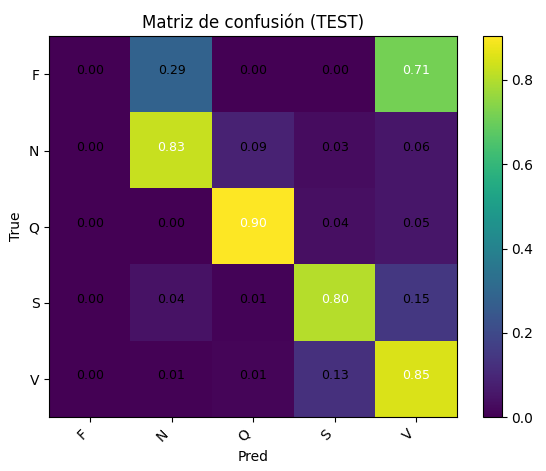 Matriz de confusión (TEST)
F 0.00 0.29 0.00 0.00 0.71
N 0.00 0.83 0.09 0.03 0.06
Q 0.00 0.00 0.90 0.04 0.05
S 0.00 0.04 0.01 0.80 0.15
V 0.00 0.01 0.01 0.13 0.85
True
F N Q S V
Pred
0.8
0.6
0.4
0.2
0.0